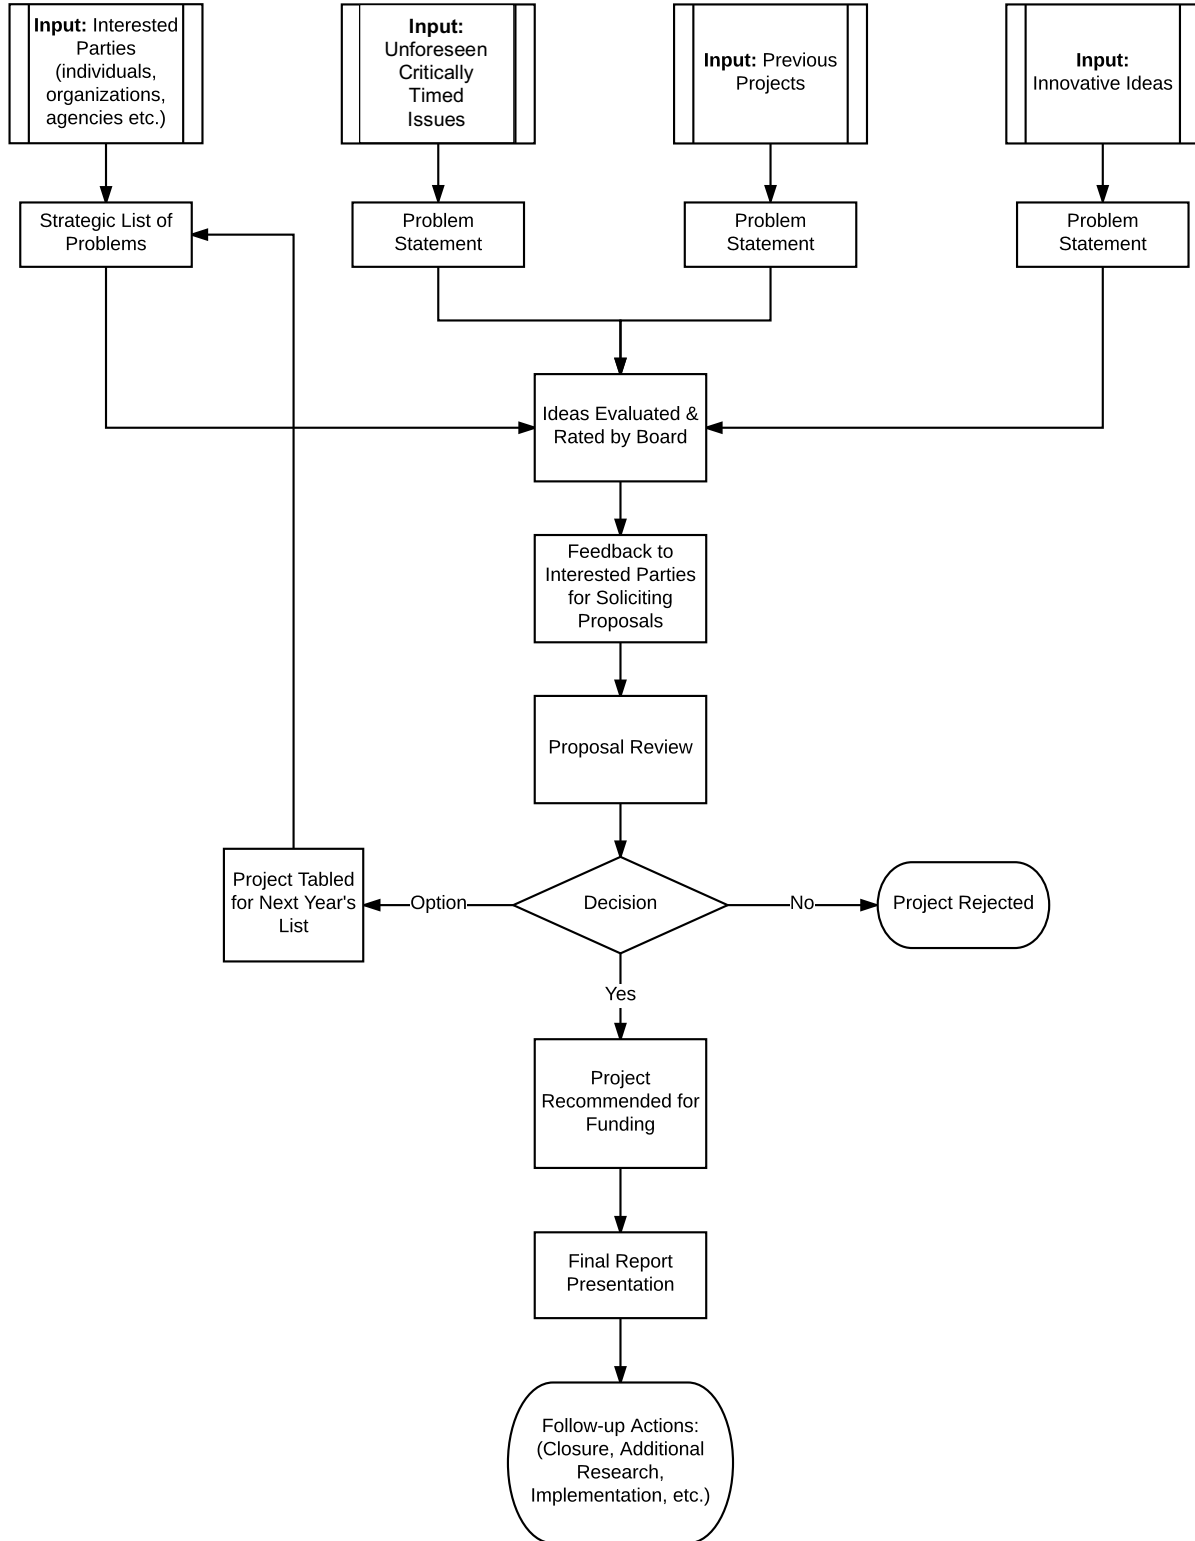 Input: Interested
Parties
(individuals,
organizations,
agencies etc.)
Input:
Unforeseen
Critically
Timed
Issues
Input: Previous
Projects
Input:
Innovative Ideas
Strategic List of
Problems
Problem
Statement
Problem
Statement
Problem
Statement
Ideas Evaluated &
Rated by Board
Feedback to
Interested Parties
for Soliciting
Proposals
Proposal Review
Project Tabled
for Next Year's
List
Option
Decision
No
Project Rejected
Yes
Project
Recommended for
Funding
Final Report
Presentation
Follow-up Actions:
(Closure, Additional
Research,
Implementation, etc.)